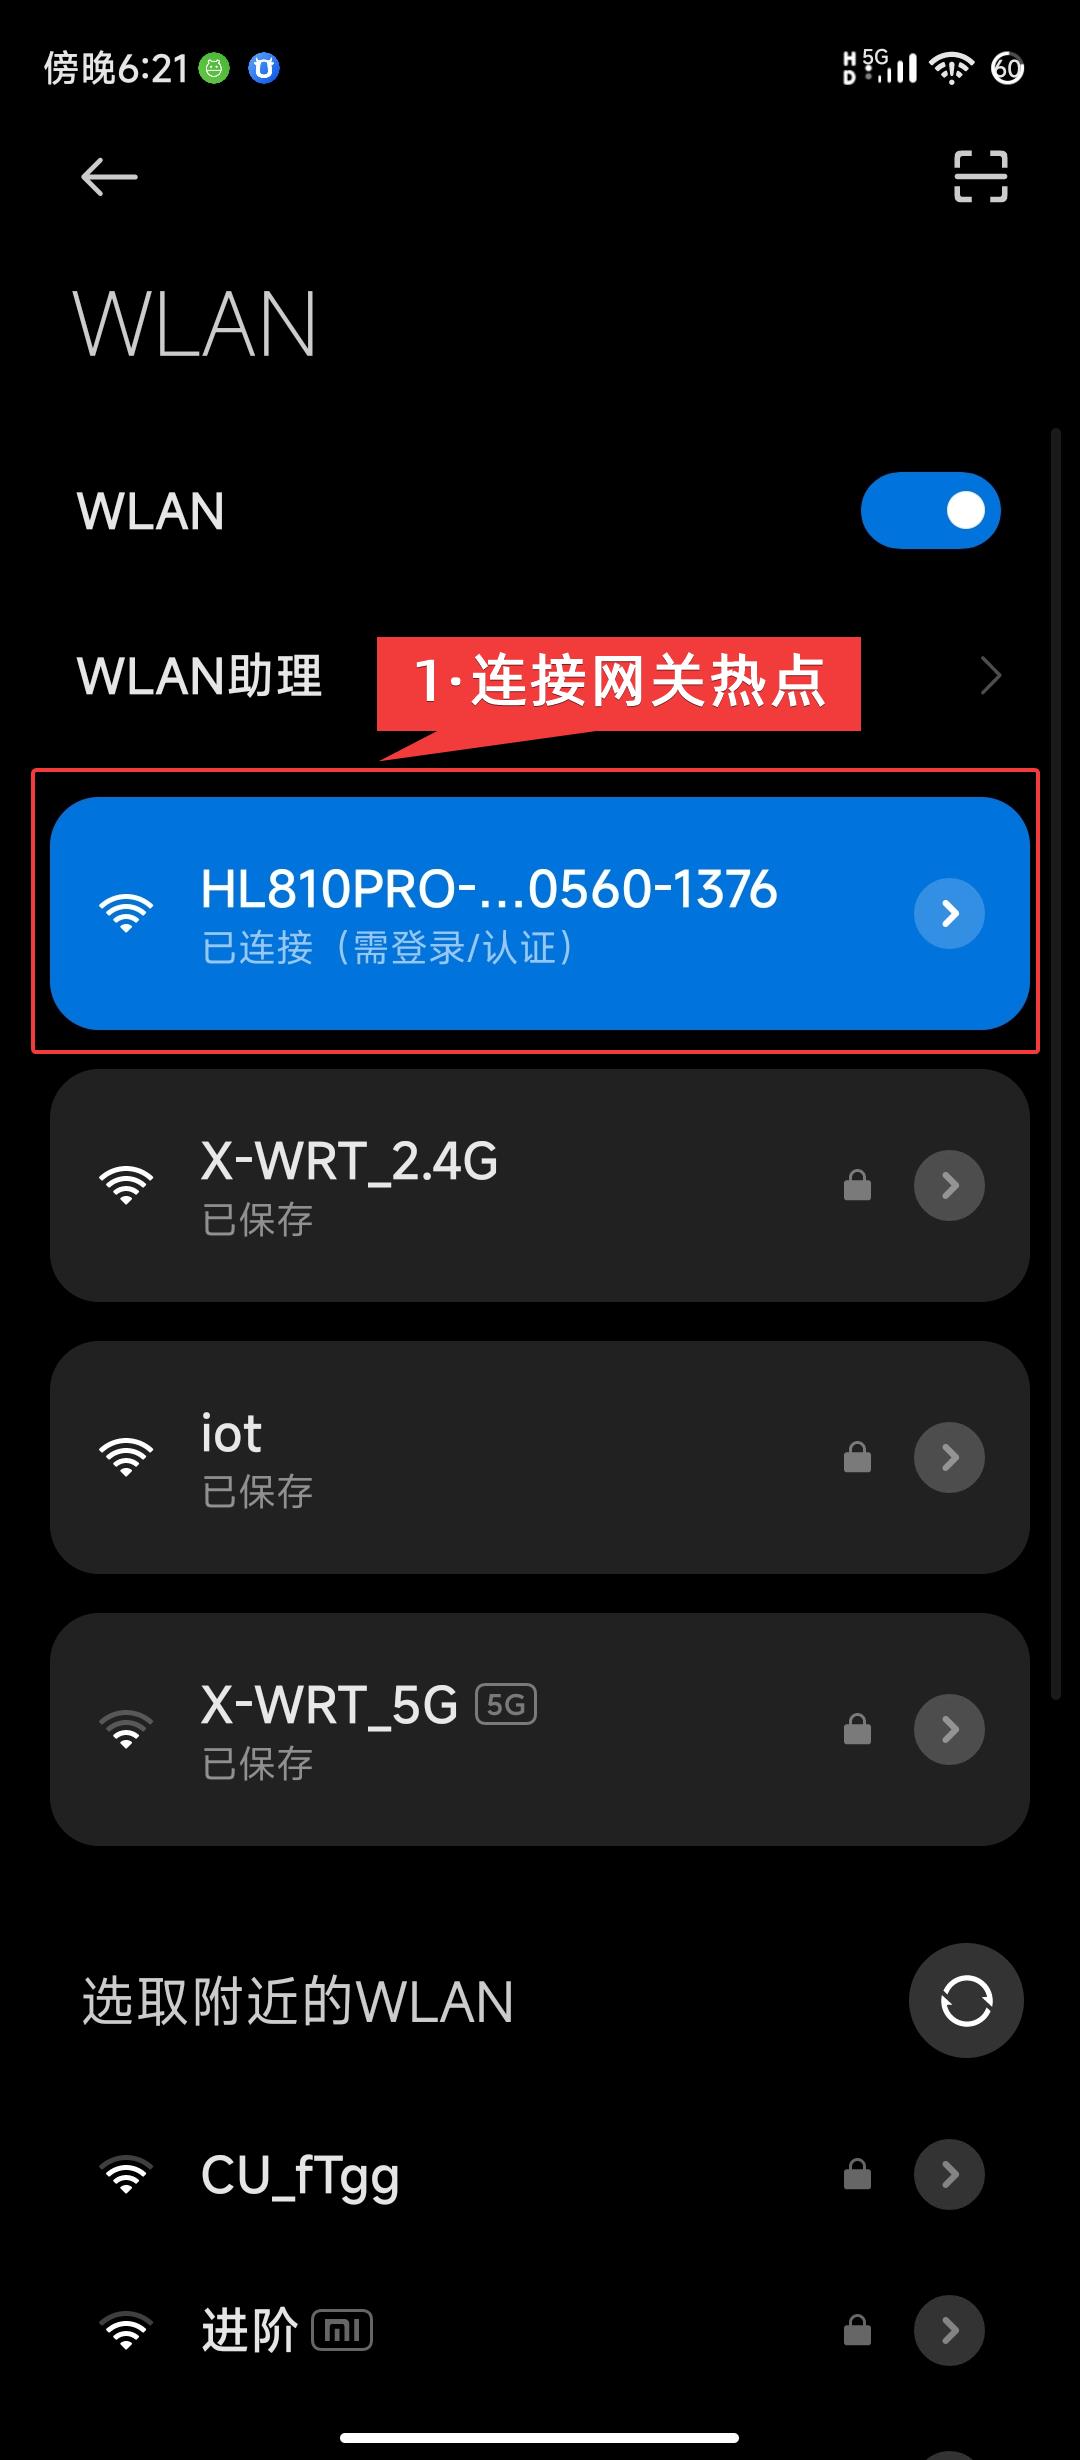 傍晚6:21
HD 5G 60
WLAN
WLAN
WLAN助理
1·连接网关热点
HL810PRO-...0560-1376
已连接（需登录/认证）
X-WRT_2.4G
已保存
iot
已保存
X-WRT_5G 5G
已保存
选取附近的WLAN
CU_fTgg
进阶 mi